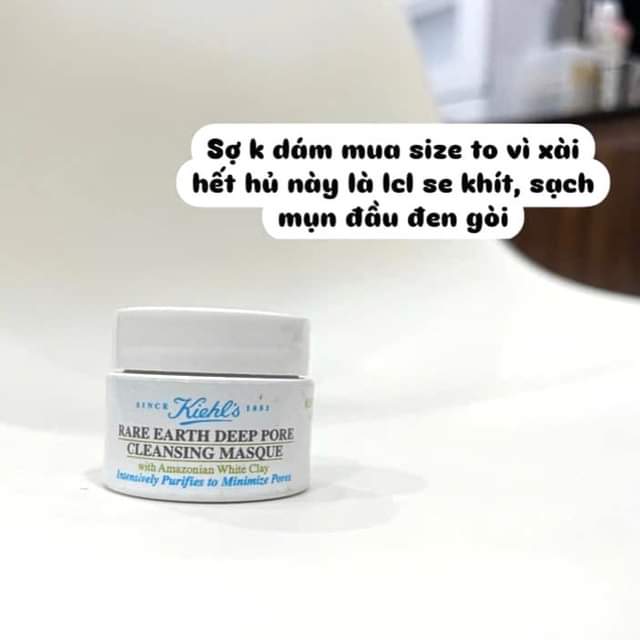 Sợ k dám mua size to vì xài
hết hủ này là lcl se khít, sạch
mụn đầu đen gòi
SINCE Kiehl's 1851
RARE EARTH DEEP PORE
CLEANSING MASQUE
with Amazonian White Clay
Intensively Purifies to Minimize Pores